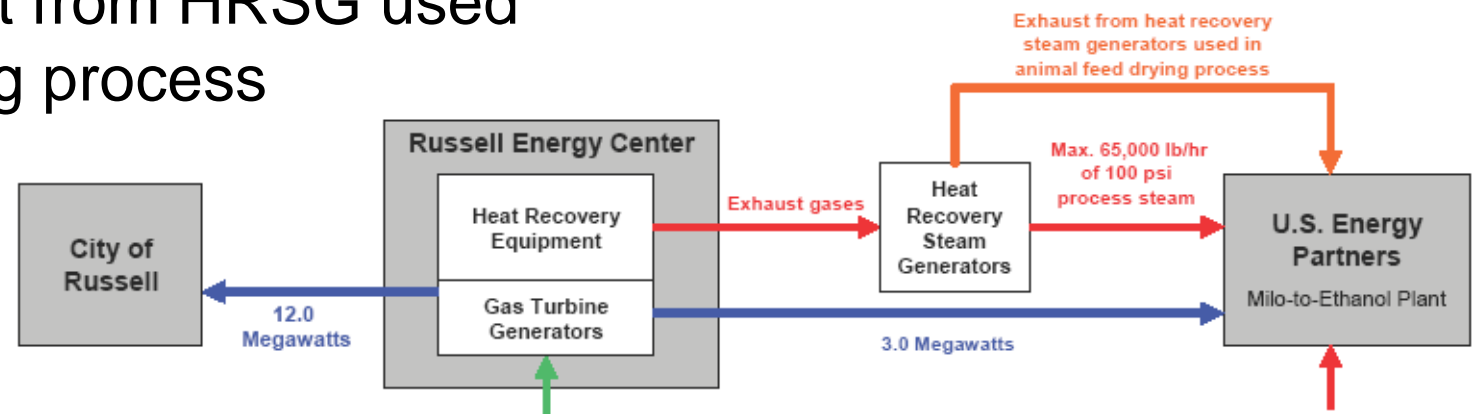 t from HRSG used
g process
Exhaust from heat recovery
steam generators used in
animal feed drying process
Russell Energy Center
City of
Russell
12.0
Megawatts
Heat Recovery
Equipment
Gas Turbine
Generators
Exhaust gases
Heat
Recovery
Steam
Generators
Max. 65,000 lb/hr
of 100 psi
process steam
3.0 Megawatts
U.S. Energy
Partners
Milo-to-Ethanol Plant